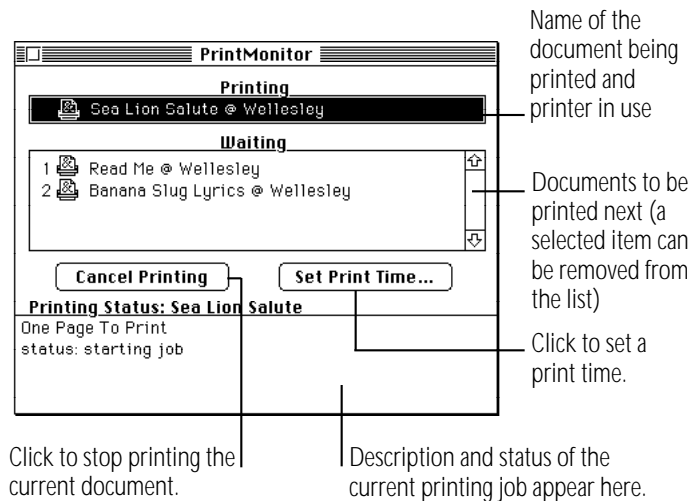 Name of the
document being
printed and
printer in use
PrintMonitor
Printing
Sea Lion Salute @ Wellesley
Waiting
1 Read Me @ Wellesley
2 Banana Slug Lyrics @ Wellesley
Documents to be
printed next (a
selected item can
be removed from
the list)
Cancel Printing
Set Print Time...
Printing Status: Sea Lion Salute
One Page To Print
status: starting job
Click to set a
print time.
Click to stop printing the
current document.
Description and status of the
current printing job appear here.